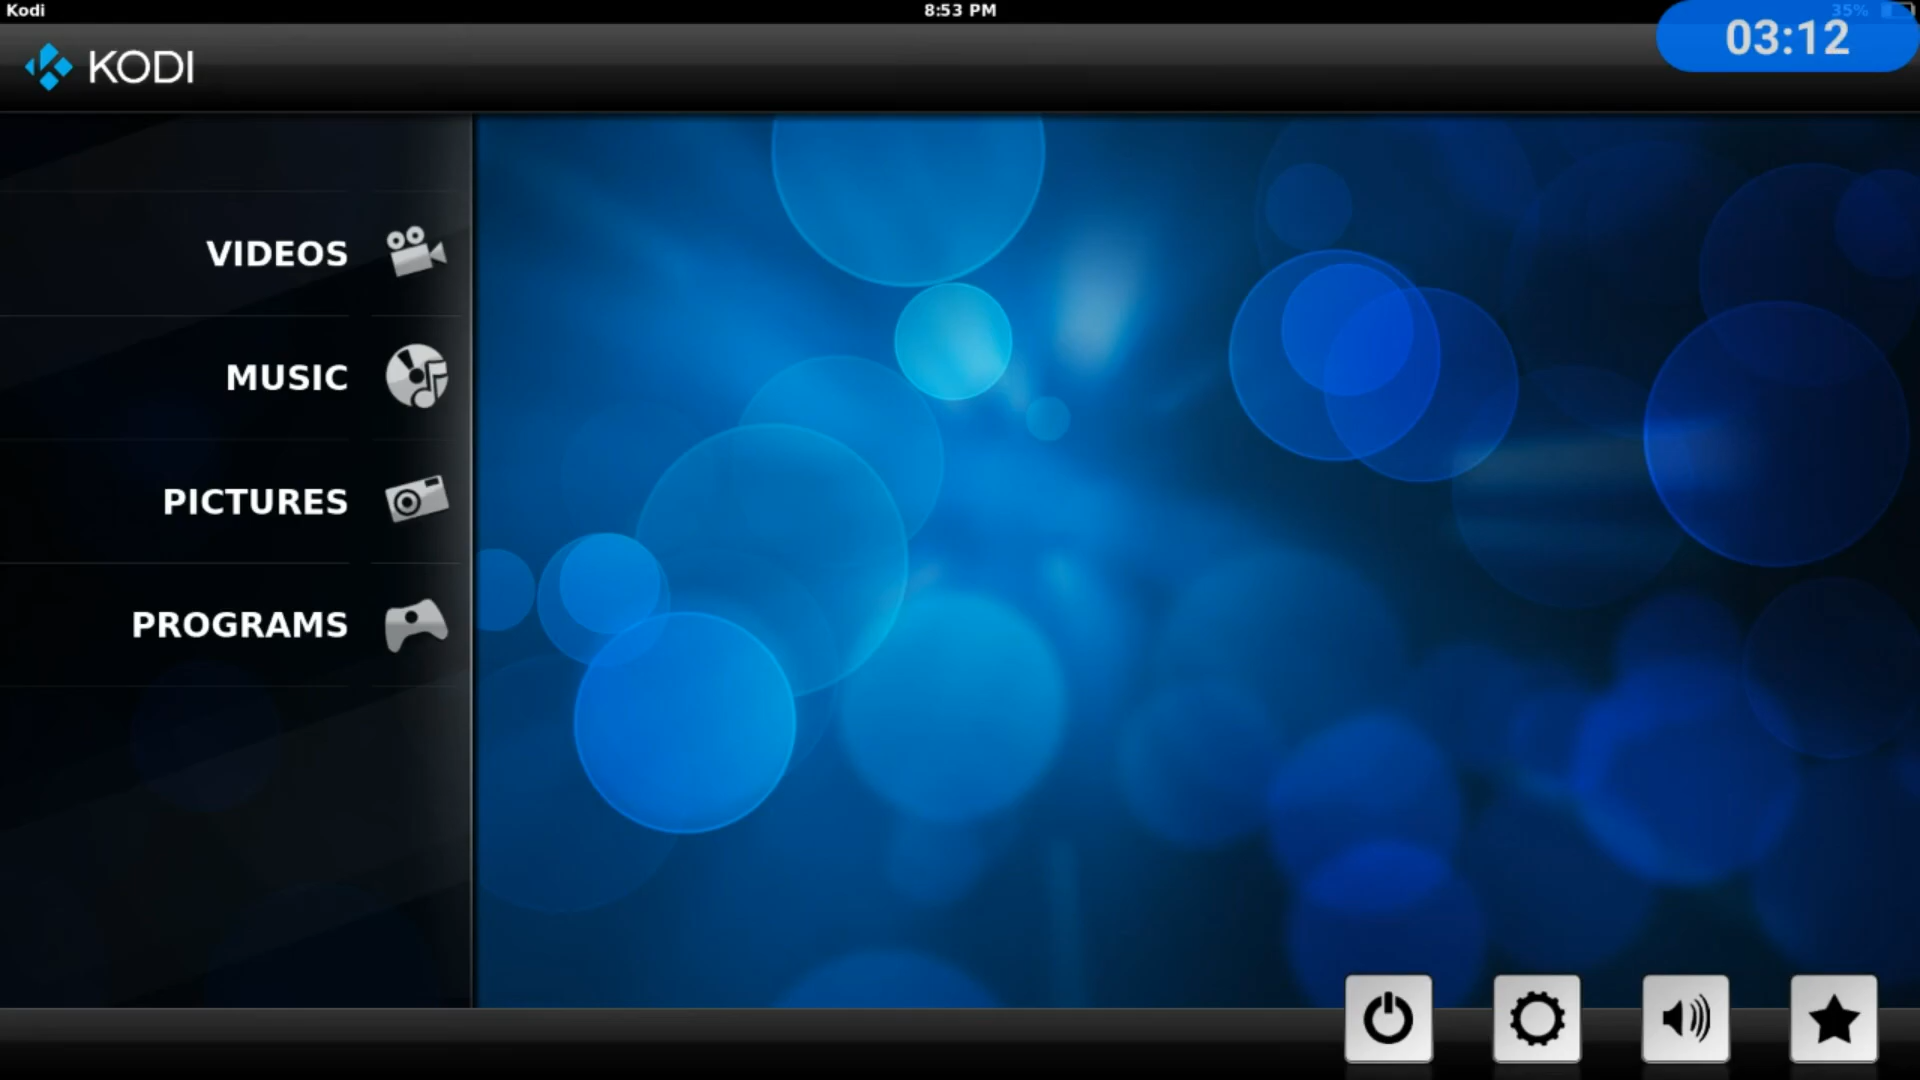 Kodi
8:53 PM
35%
03:12
KODI
VIDEOS
MUSIC
PICTURES
PROGRAMS